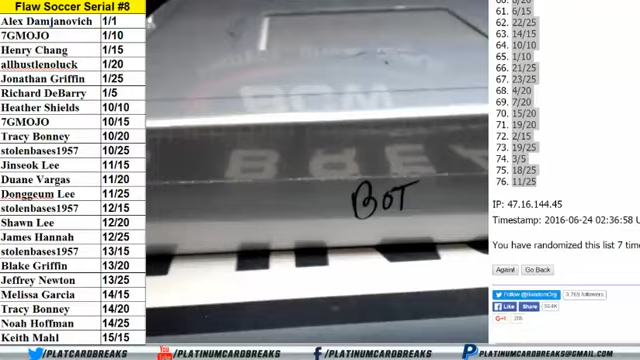 Flaw Soccer Serial #8
Alex Damjanovich 1/1
7GMOJO 1/10
Henry Chang 1/15
allhustlenoluck 1/20
Jonathan Griffin 1/25
Richard DeBarry 1/5
Heather Shields 10/10
7GMOJO 10/15
Tracy Bonney 10/20
stolenbases1957 10/25
Jinseok Lee 11/15
Duane Vargas 11/20
Donggeum Lee 11/25
stolenbases1957 12/15
Shawn Lee 12/20
James Hannah 12/25
stolenbases1957 13/15
Blake Griffin 13/20
Jeffrey Newton 13/25
Melissa Garcia 14/15
Tracy Bonney 14/20
Noah Hoffman 14/25
Keith Mahl 15/15
BOT
61. 6/15
62. 22/25
63. 14/15
64. 10/10
65. 1/10
66. 21/25
67. 23/25
68. 4/20
69. 7/20
70. 15/20
71. 19/20
72. 2/15
73. 19/25
74. 3/5
75. 18/25
76. 11/25
IP: 47.16.144.45
Timestamp: 2016-06-24 02:36:58
You have randomized this list 7 time
Again! Go Back
Follow @RandomOrg
followers
Like Share
/PLATCARDBREAKS
/PLATINUMCARDBREAKS
/PLATINUMCARDBREAKS
PLATINUMCARDBREAKS@GMAIL.COM